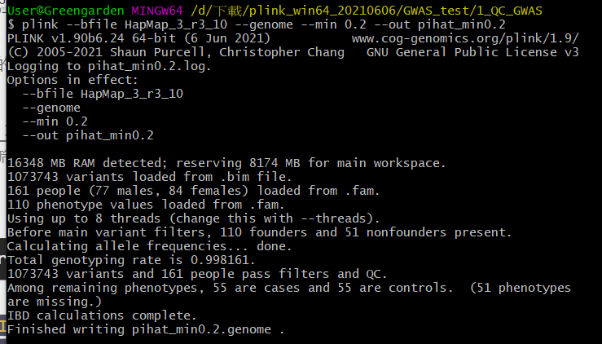 User@Greengarden MINGW64 /d/下載/plink_win64_20210606/GWAS_test/1_QC_GWAS
$ plink --bfile HapMap_3_r3_10 --genome --min 0.2 --out pihat_min0.2
PLINK v1.90b6.24 64-bit (6 Jun 2021)           www.cog-genomics.org/plink/1.9/
(C) 2005-2021 Shaun Purcell, Christopher Chang   GNU General Public License v3
Logging to pihat_min0.2.log.
Options in effect:
  --bfile HapMap_3_r3_10
  --genome
  --min 0.2
  --out pihat_min0.2
16348 MB RAM detected; reserving 8174 MB for main workspace.
1073743 variants loaded from .bim file.
161 people (77 males, 84 females) loaded from .fam.
110 phenotype values loaded from .fam.
Using up to 8 threads (change this with --threads).
Before main variant filters, 110 founders and 51 nonfounders present.
Calculating allele frequencies... done.
Total genotyping rate is 0.998161.
1073743 variants and 161 people pass filters and QC.
Among remaining phenotypes, 55 are cases and 55 are controls.  (51 phenotypes
are missing.)
IBD calculations complete.
Finished writing pihat_min0.2.genome .